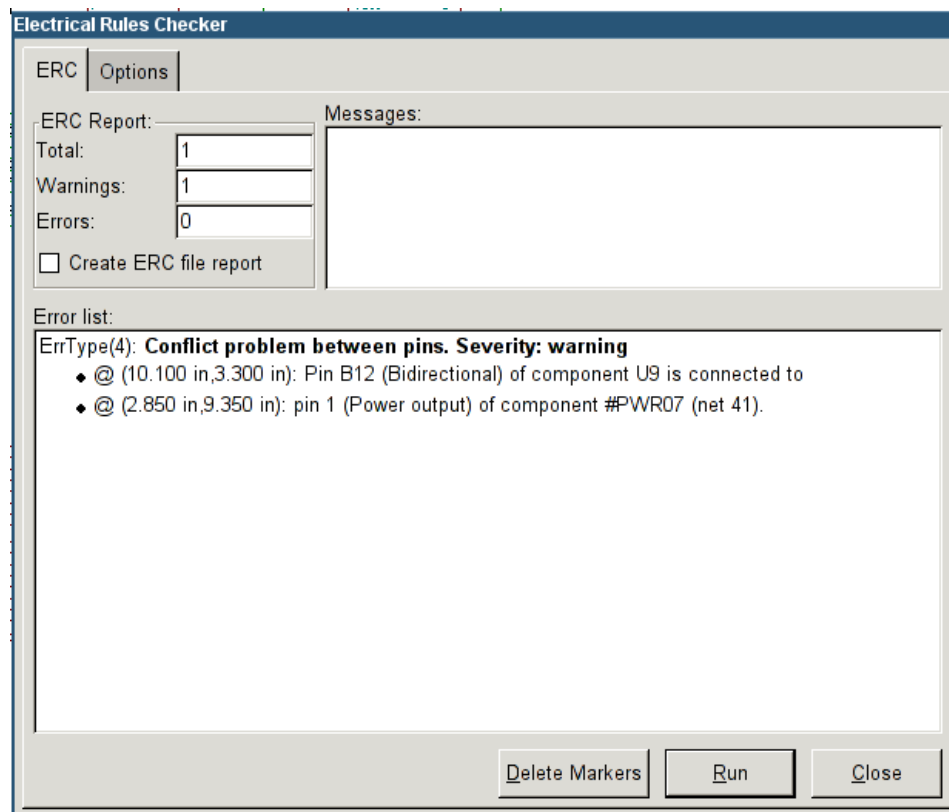 Electrical Rules Checker
ERC
Options
ERC Report:
Total: 1
Warnings: 1
Errors: 0
Create ERC file report
Messages:
Error list:
ErrType(4): Conflict problem between pins. Severity: warning
● @ (10.100 in,3.300 in): Pin B12 (Bidirectional) of component U9 is connected to
● @ (2.850 in,9.350 in): pin 1 (Power output) of component #PWR07 (net 41).
Delete Markers
Run
Close